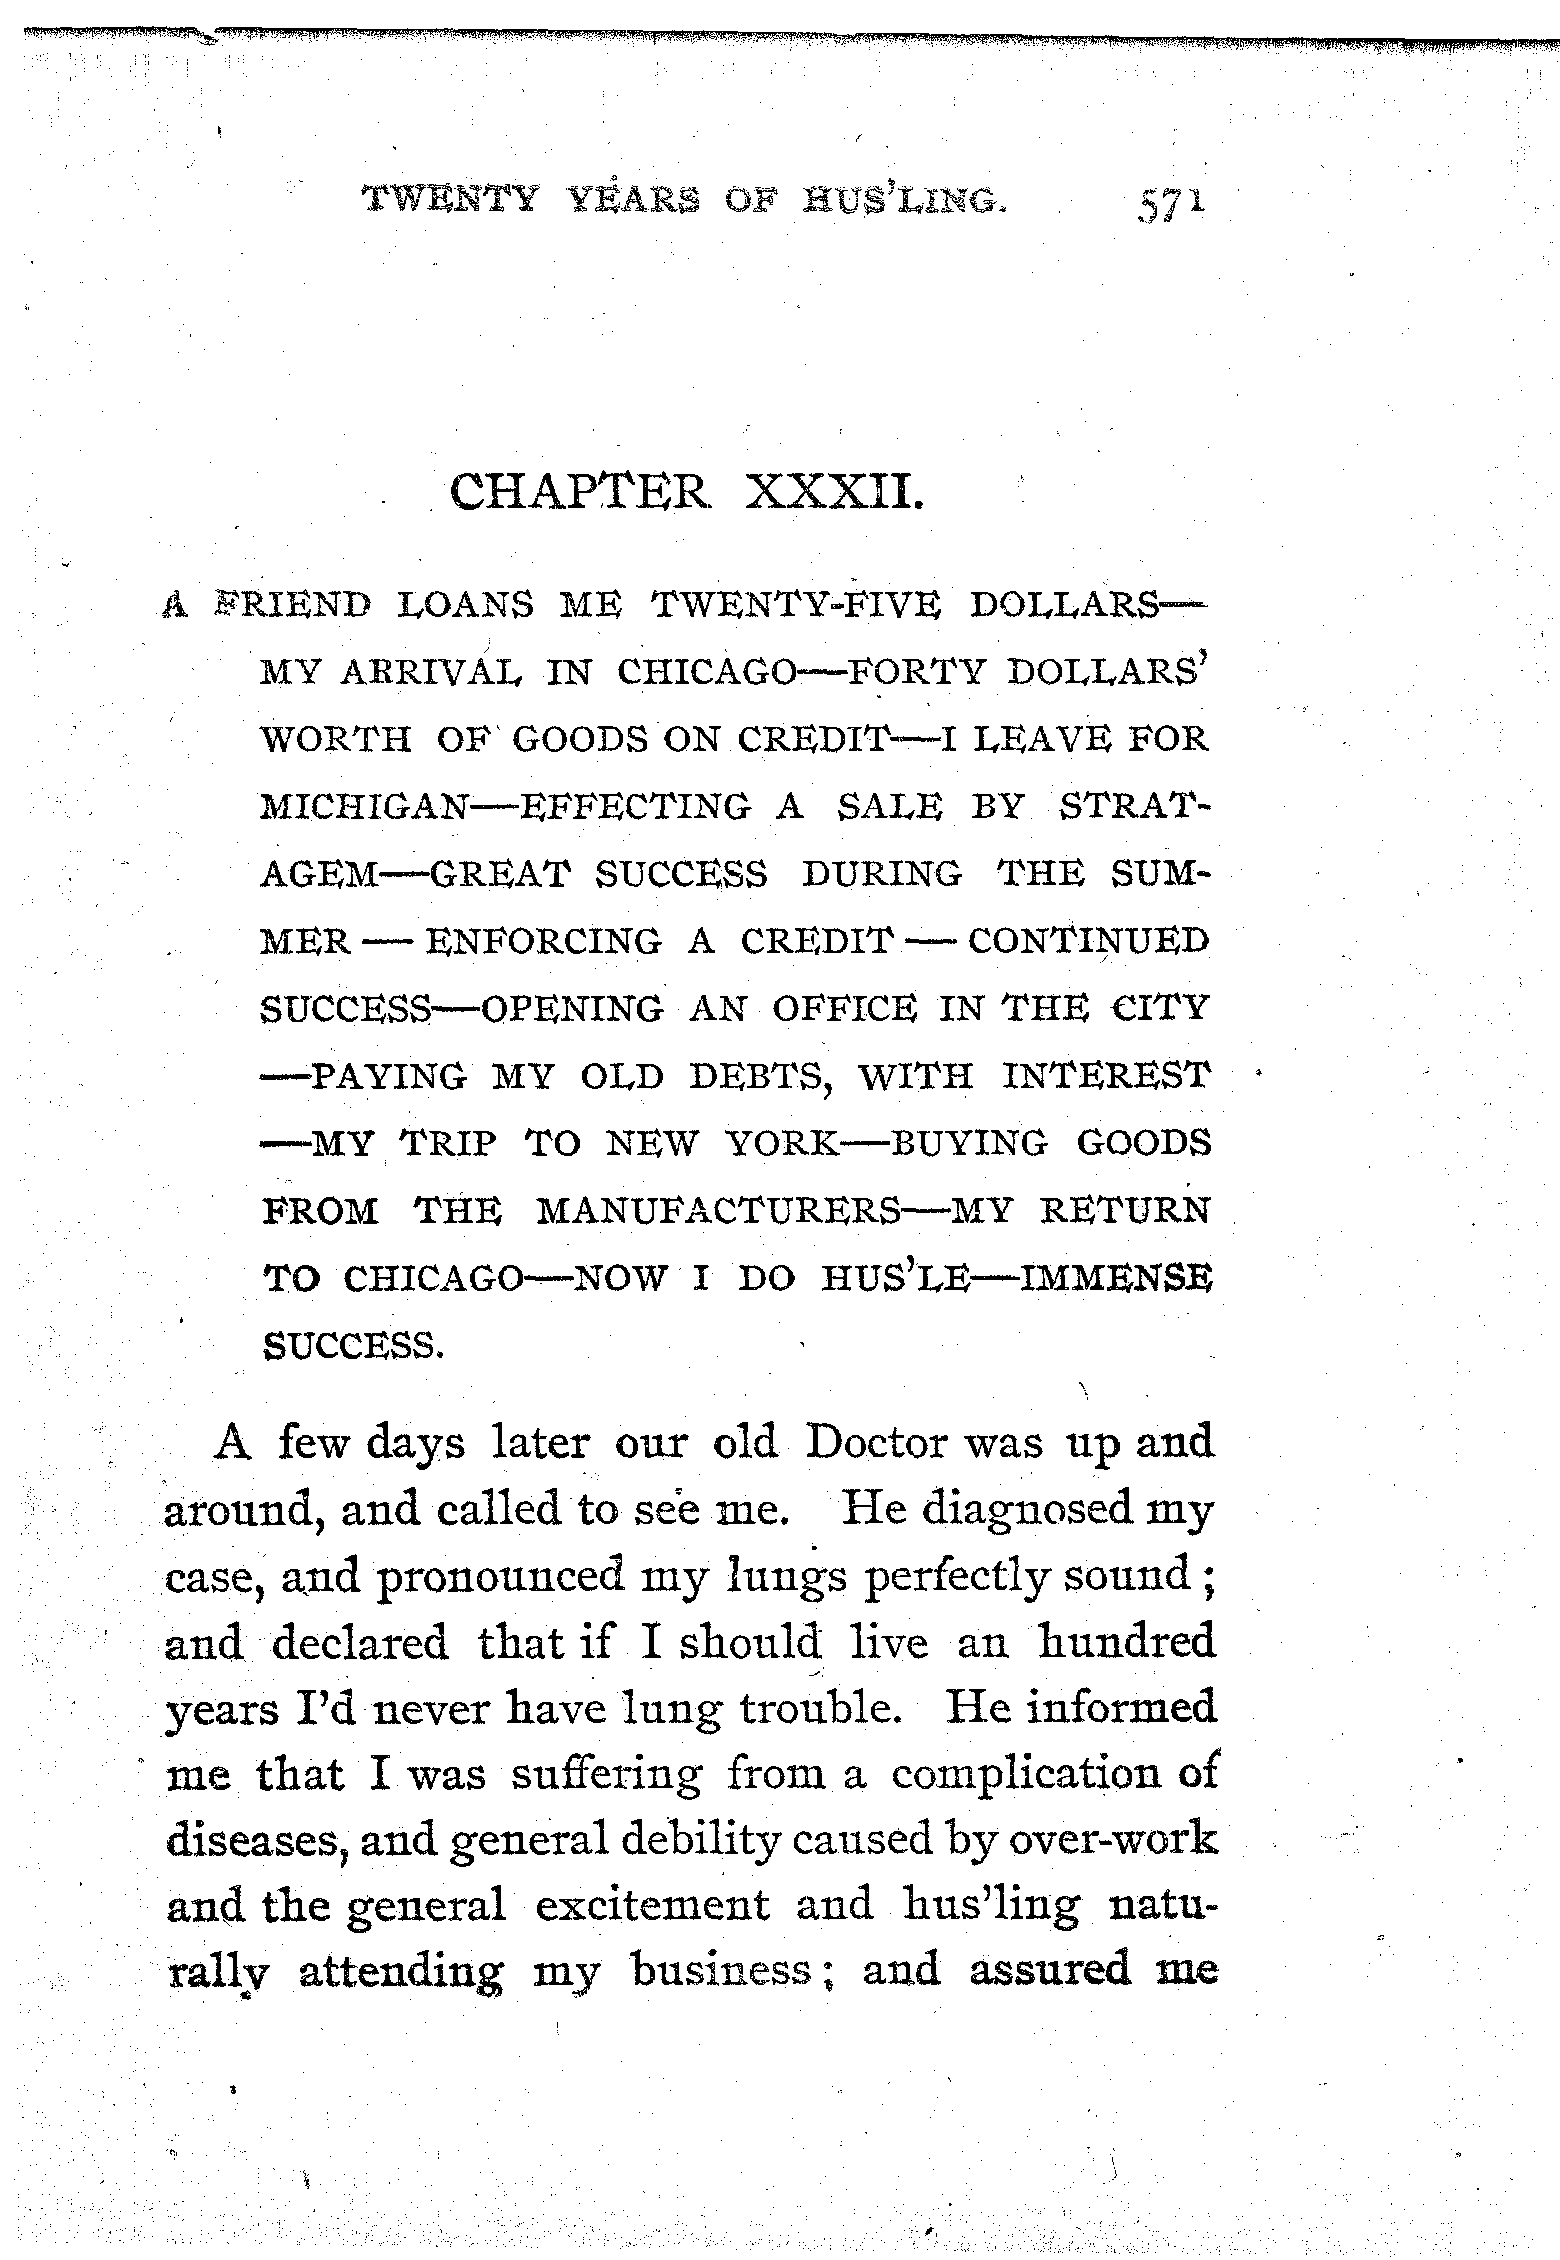 TWENTY YEARS OF HUS'LING. 571
CHAPTER XXXII.
A FRIEND LOANS ME TWENTY-FIVE DOLLARS—
MY ARRIVAL IN CHICAGO—FORTY DOLLARS'
WORTH OF GOODS ON CREDIT—I LEAVE FOR
MICHIGAN—EFFECTING A SALE BY STRAT-
AGEM—GREAT SUCCESS DURING THE SUM-
MER — ENFORCING A CREDIT — CONTINUED
SUCCESS—OPENING AN OFFICE IN THE CITY
—PAYING MY OLD DEBTS, WITH INTEREST
—MY TRIP TO NEW YORK—BUYING GOODS
FROM THE MANUFACTURERS—MY RETURN
TO CHICAGO—NOW I DO HUS'LE—IMMENSE
SUCCESS.
A few days later our old Doctor was up and
around, and called to see me. He diagnosed my
case, and pronounced my lungs perfectly sound;
and declared that if I should live an hundred
years I'd never have lung trouble. He informed
me that I was suffering from a complication of
diseases, and general debility caused by over-work
and the general excitement and hus'ling natu-
rally attending my business; and assured me